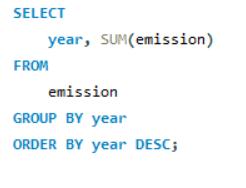 SELECT
    year, SUM(emission)
FROM
    emission
GROUP BY year
ORDER BY year DESC;